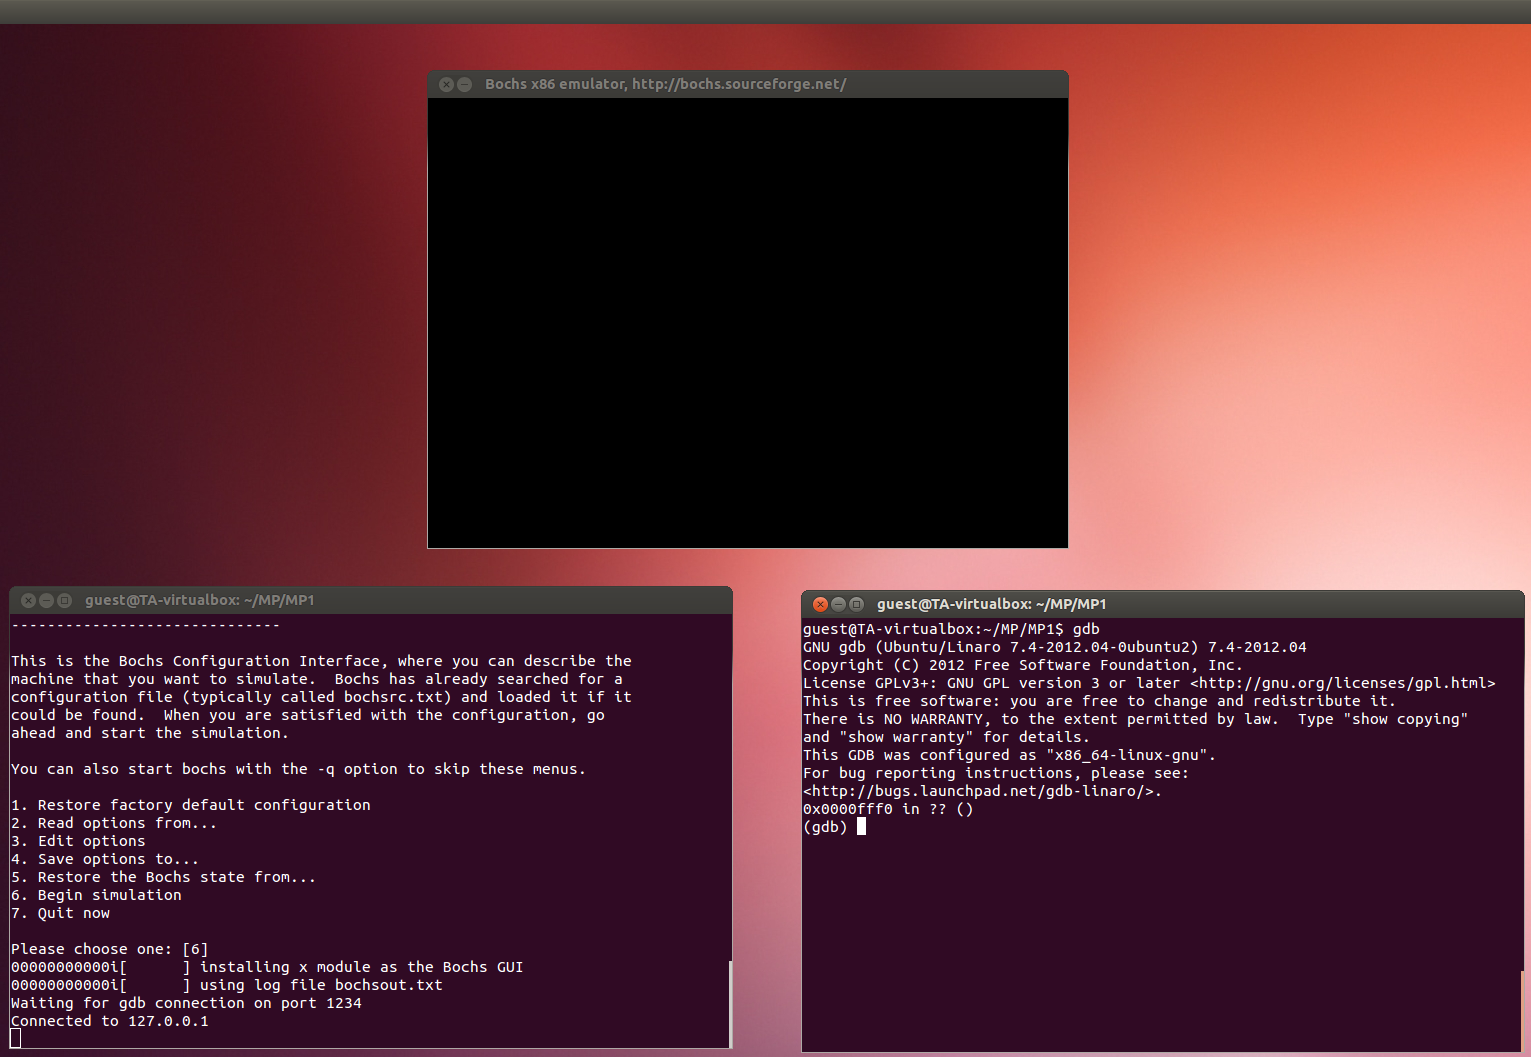 Bochs x86 emulator, http://bochs.sourceforge.net/
guest@TA-virtualbox: ~/MP/MP1
------------------------------
This is the Bochs Configuration Interface, where you can describe the
machine that you want to simulate.  Bochs has already searched for a
configuration file (typically called bochsrc.txt) and loaded it if it
could be found.  When you are satisfied with the configuration, go
ahead and start the simulation.
You can also start bochs with the -q option to skip these menus.
1. Restore factory default configuration
2. Read options from...
3. Edit options
4. Save options to...
5. Restore the Bochs state from...
6. Begin simulation
7. Quit now
Please choose one: [6]
00000000000i[      ] installing x module as the Bochs GUI
00000000000i[      ] using log file bochsout.txt
Waiting for gdb connection on port 1234
Connected to 127.0.0.1
guest@TA-virtualbox: ~/MP/MP1
guest@TA-virtualbox:~/MP/MP1$ gdb
GNU gdb (Ubuntu/Linaro 7.4-2012.04-0ubuntu2) 7.4-2012.04
Copyright (C) 2012 Free Software Foundation, Inc.
License GPLv3+: GNU GPL version 3 or later <http://gnu.org/licenses/gpl.html>
This is free software: you are free to change and redistribute it.
There is NO WARRANTY, to the extent permitted by law.  Type "show copying"
and "show warranty" for details.
This GDB was configured as "x86_64-linux-gnu".
For bug reporting instructions, please see:
<http://bugs.launchpad.net/gdb-linaro/>.
0x0000fff0 in ?? ()
(gdb)